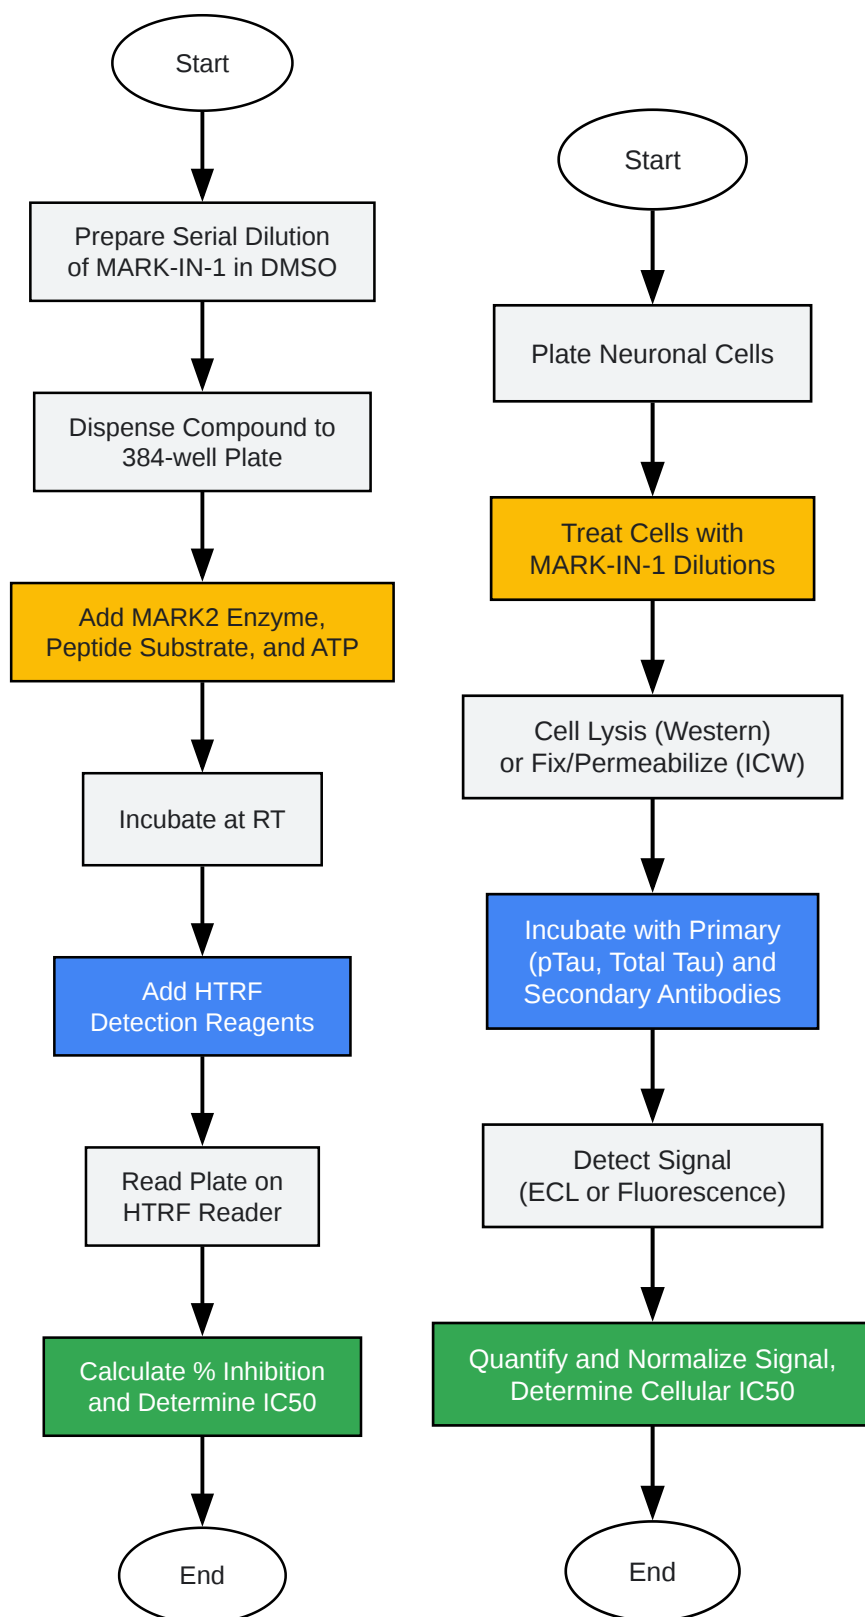 Start
Prepare Serial Dilution
of MARK-IN-1 in DMSO
Dispense Compound to
384-well Plate
Add MARK2 Enzyme,
Peptide Substrate, and ATP
Incubate at RT
Add HTRF
Detection Reagents
Read Plate on
HTRF Reader
Calculate % Inhibition
and Determine IC50
End
Start
Plate Neuronal Cells
Treat Cells with
MARK-IN-1 Dilutions
Cell Lysis (Western)
or Fix/Permeabilize (ICW)
Incubate with Primary
(pTau, Total Tau) and
Secondary Antibodies
Detect Signal
(ECL or Fluorescence)
Quantify and Normalize Signal,
Determine Cellular IC50
End